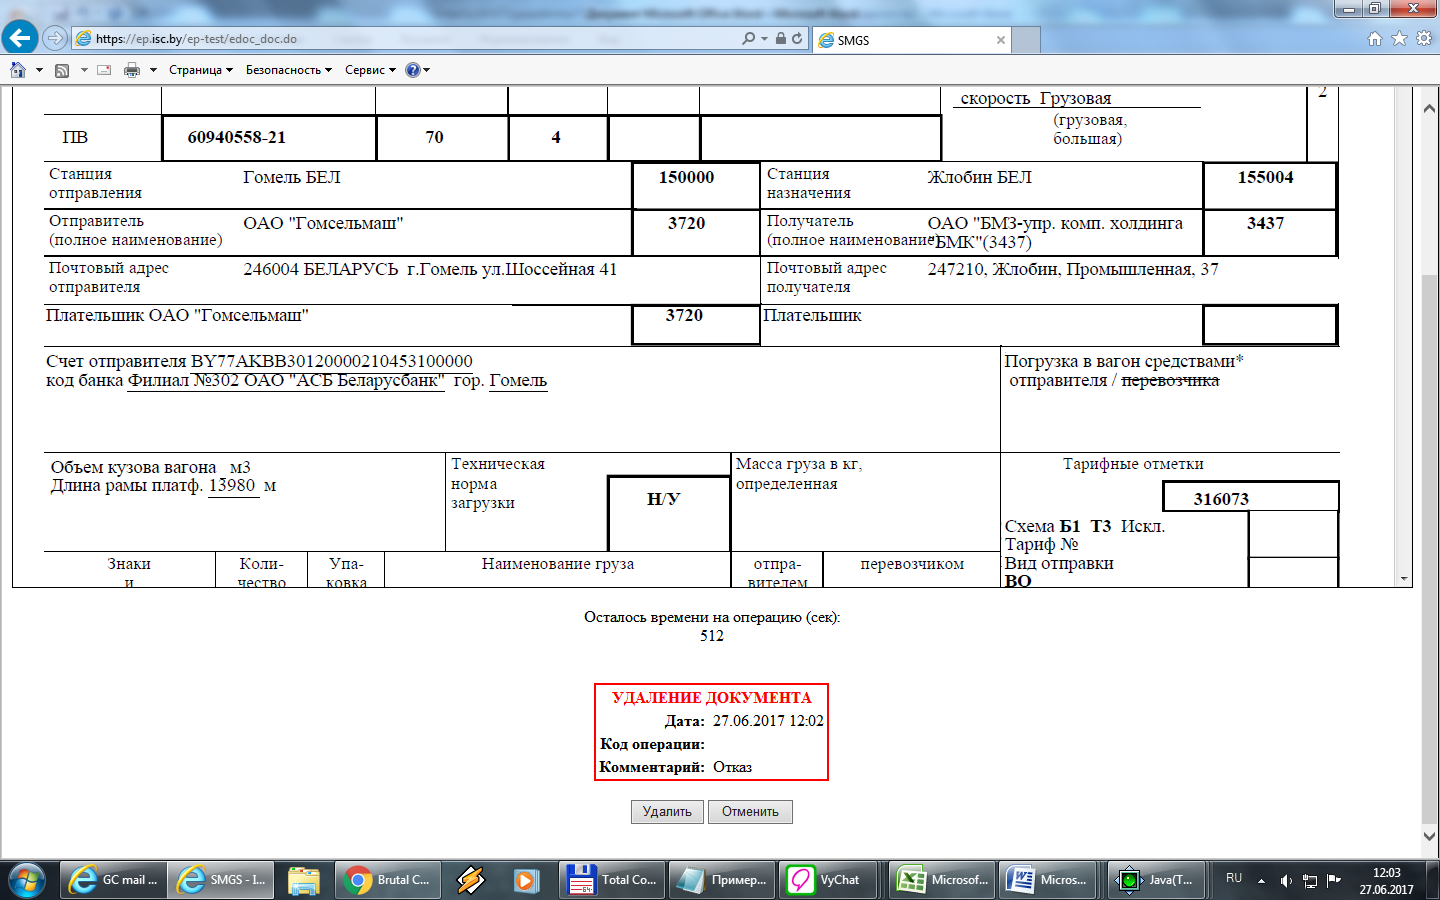 https://ep.isc.by/ep-test/edoc_doc.do
SMGS
Страница
Безопасность
Сервис
скорость Грузовая
2
(грузовая,
большая)
ПВ 60940558-21 70 4
Станция
отправления
Гомель БЕЛ 150000
Станция
назначения
Жлобин БЕЛ 155004
Отправитель
(полное наименование)
ОАО "Гомсельмаш" 3720
Получатель
(полное наименование)
ОАО "БМЗ-упр. комп. холдинга
"БМК"(3437)
3437
Почтовый адрес
отправителя
246004 БЕЛАРУСЬ г.Гомель ул.Шоссейная 41
Почтовый адрес
получателя
247210, Жлобин, Промышленная, 37
Плательшик ОАО "Гомсельмаш" 3720
Плательшик
Счет отправителя BY77AKBB30120000210453100000
код банка Филиал №302 ОАО "АСБ Беларусбанк" гор. Гомель
Погрузка в вагон средствами*
отправителя / перевозчика
Объем кузова вагона м3
Длина рамы платф. 13980 м
Техническая
норма
загрузки
Н/У
Масса груза в кг,
определенная
Тарифные отметки
316073
Схема Б1 Т3 Искл.
Тариф №
Вид отправки
ВО
Знаки
и
Коли-
чество
Упа-
ковка
Наименование груза
отпра-
вителем
перевозчиком
Осталось времени на операцию (сек):
512
УДАЛЕНИЕ ДОКУМЕНТА
Дата: 27.06.2017 12:02
Код операции:
Комментарий: Отказ
Удалить Отменить
GC mail ...
SMGS - I...
Brutal C...
Total Co...
Пример...
VyChat
Microsof...
Micros...
Java(T...
RU
12:03
27.06.2017